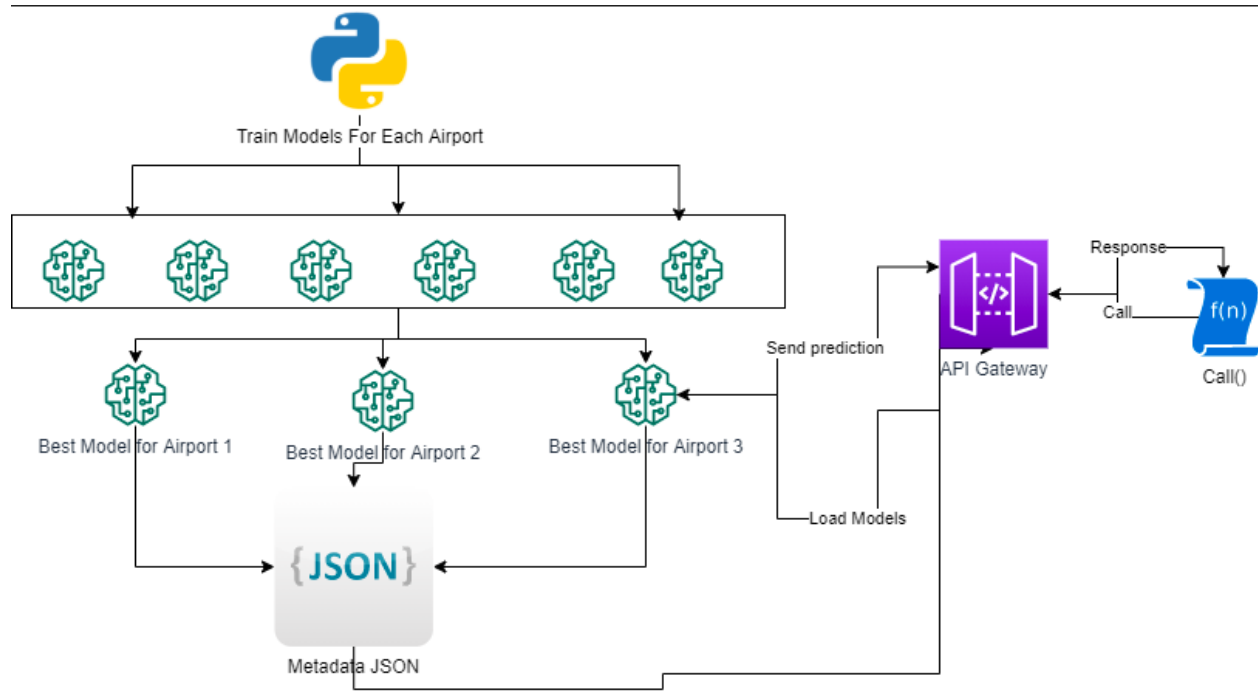 Train Models For Each Airport
Response
Call
f(n)
Call()
</>
API Gateway
Send prediction
Best Model for Airport 1
Best Model for Airport 2
Best Model for Airport 3
Load Models
{JSON}
Metadata JSON